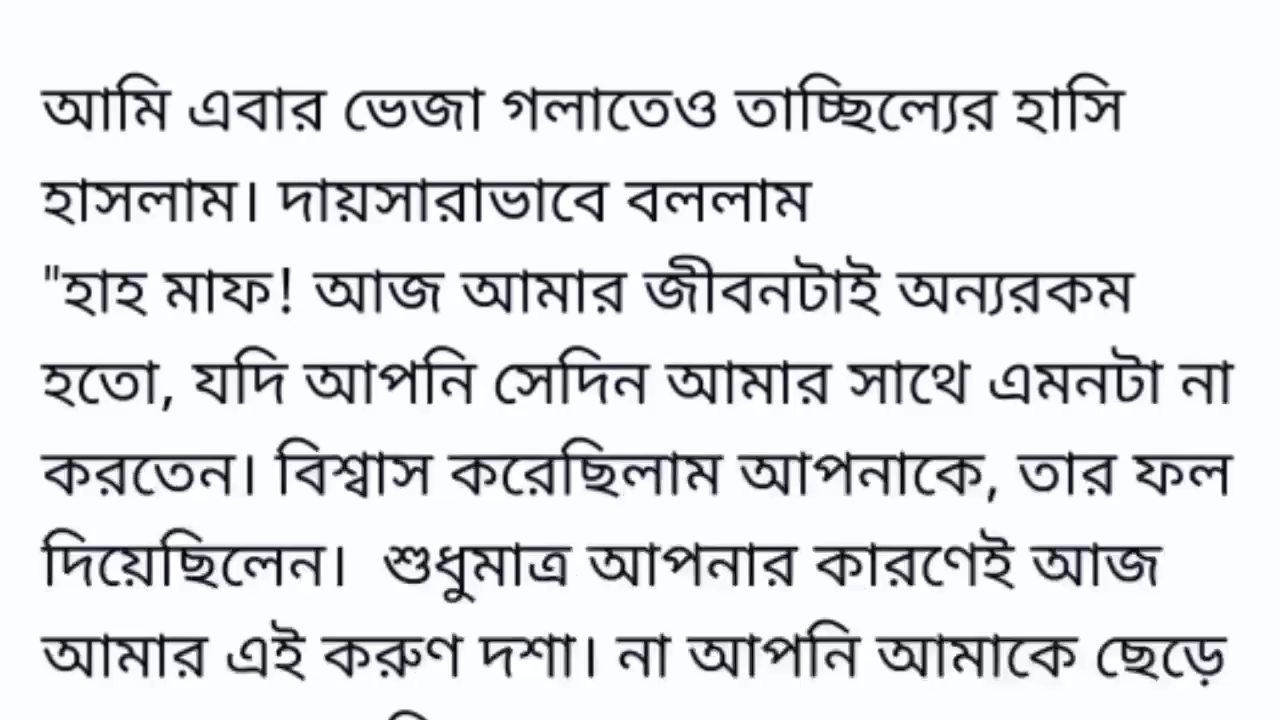 আমি এবার ভেজা গলাতেও তাচ্ছিল্যের হাসি
হাসলাম। দায়সারাভাবে বললাম
"হাহ মাফ! আজ আমার জীবনটাই অন্যরকম
হতো, যদি আপনি সেদিন আমার সাথে এমনটা না
করতেন। বিশ্বাস করেছিলাম আপনাকে, তার ফল
দিয়েছিলেন। শুধুমাত্র আপনার কারণেই আজ
আমার এই করুণ দশা। না আপনি আমাকে ছেড়ে